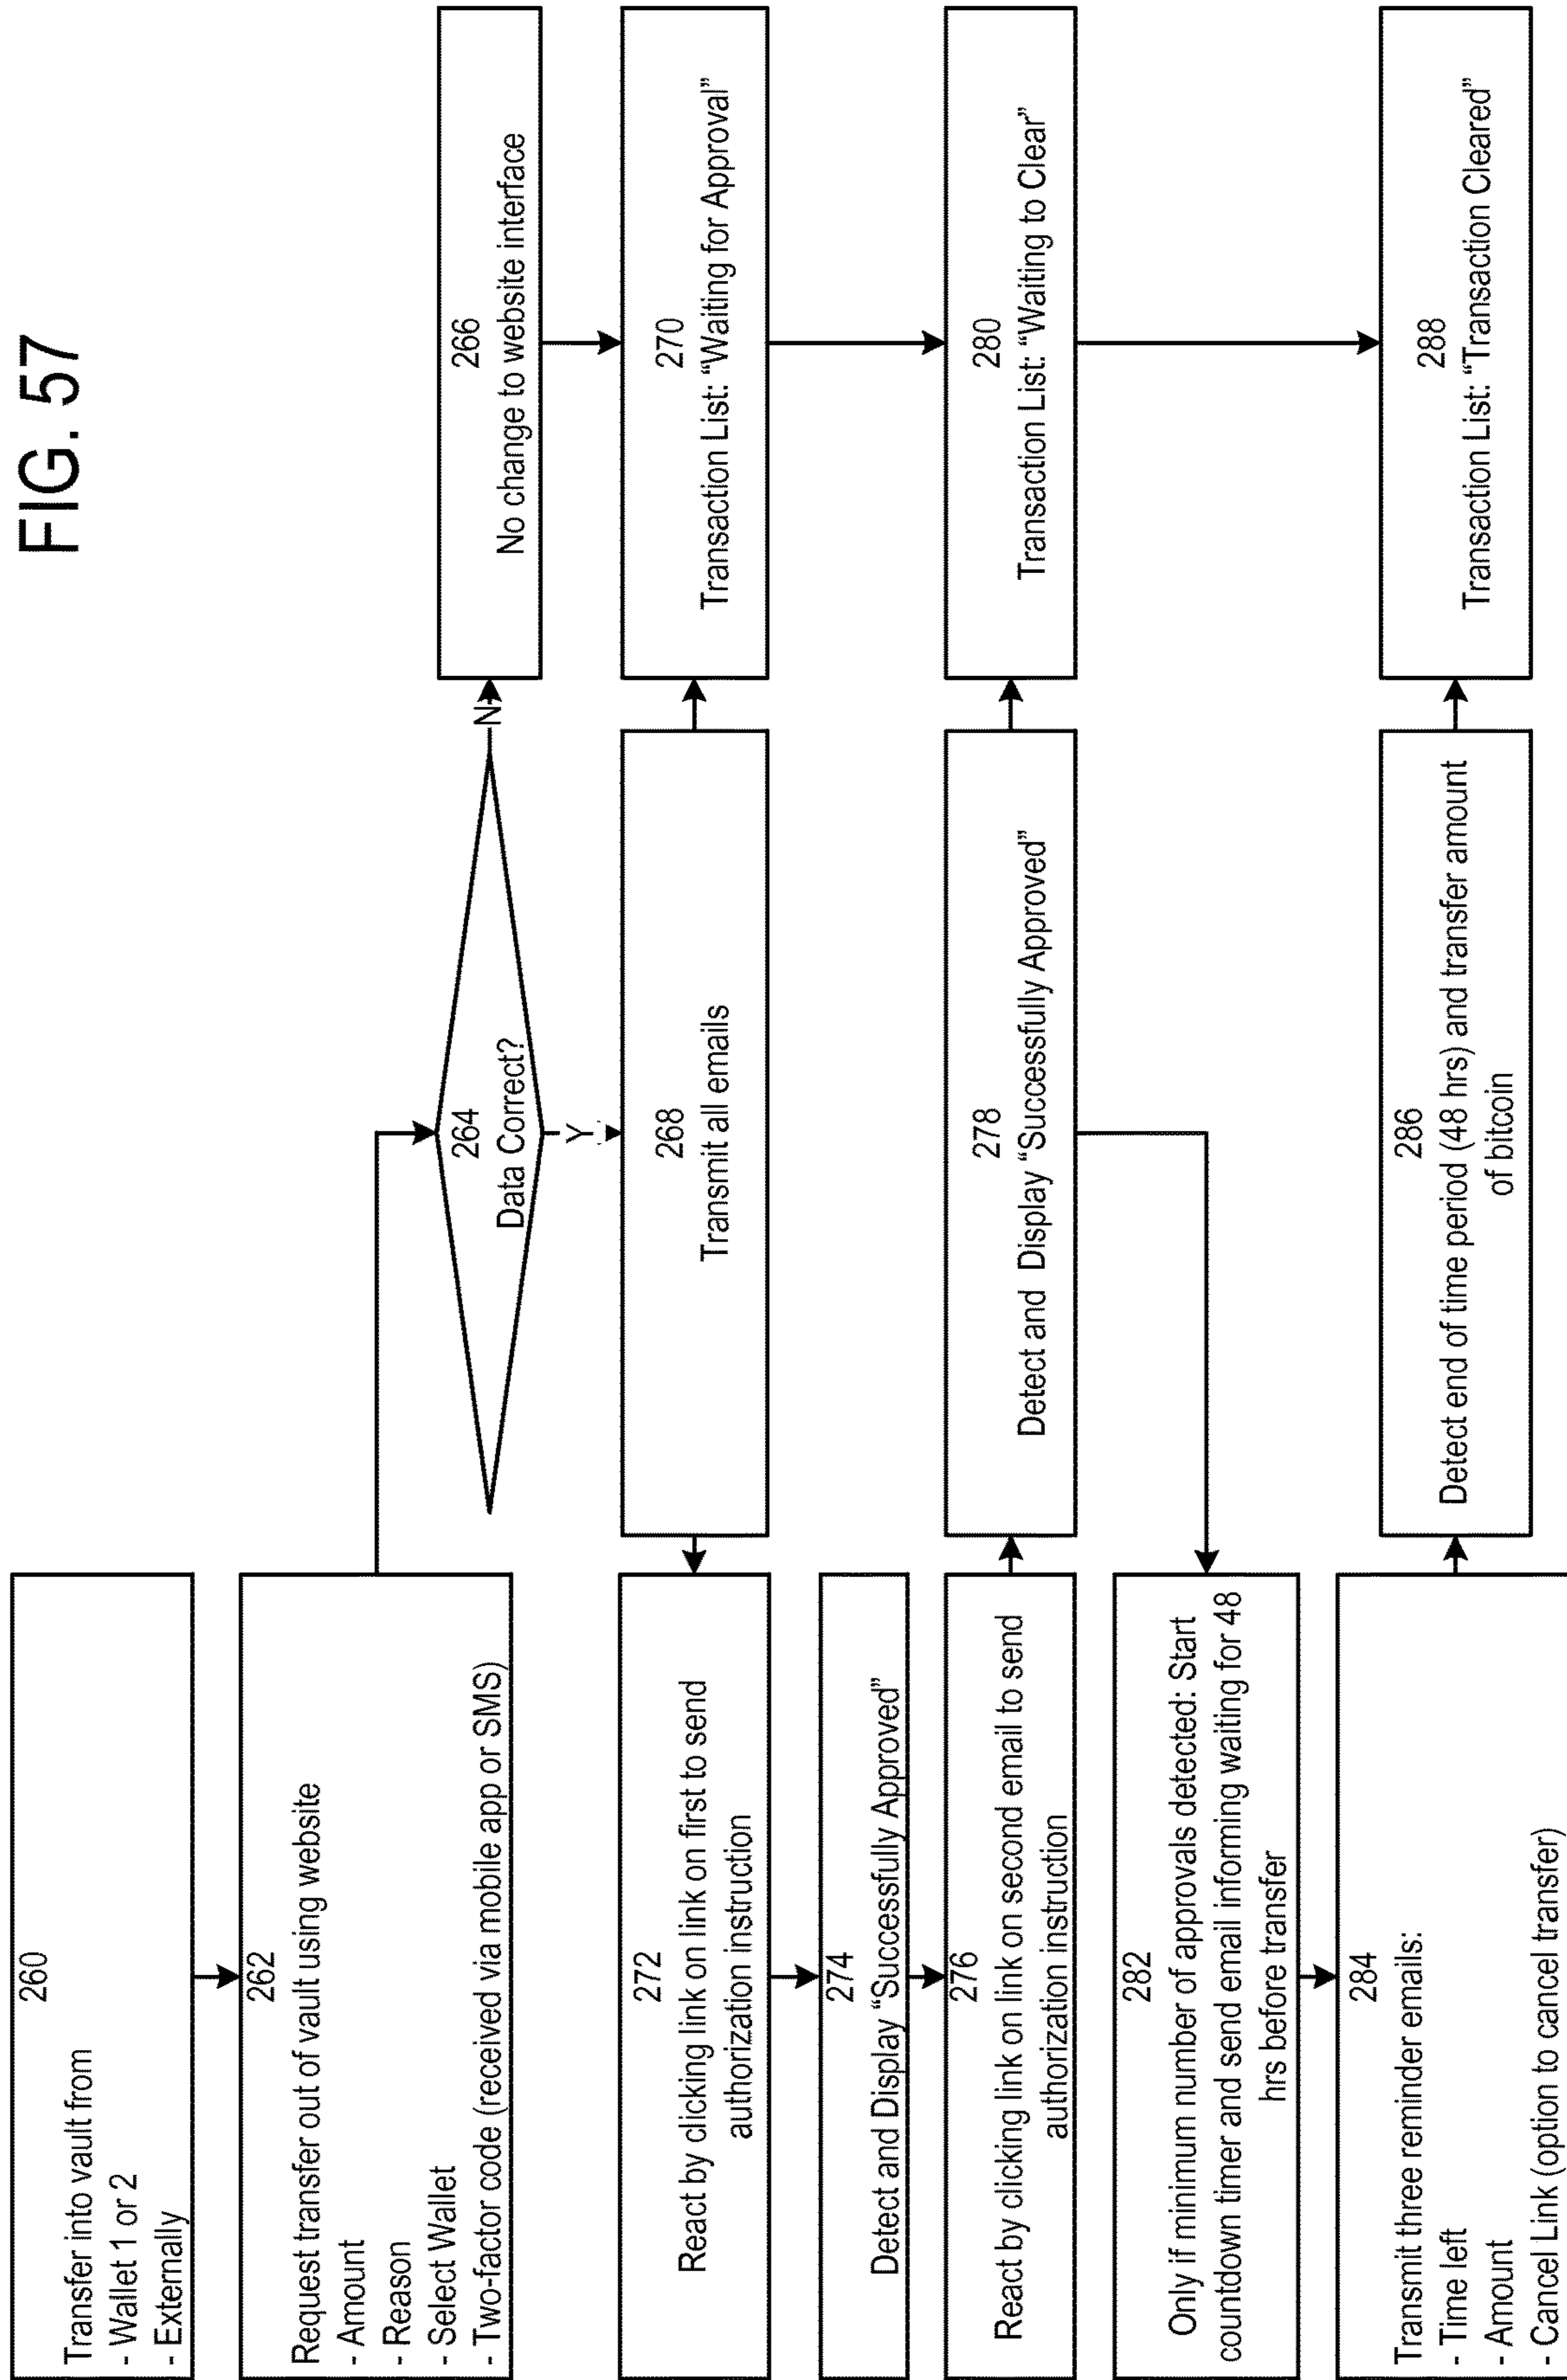 FIG. 57
260
Transfer into vault from
- Wallet 1 or 2
- Externally
262
Request transfer out of vault using website
- Amount
- Reason
- Select Wallet
- Two-factor code (received via mobile app or SMS)
264
Data Correct?
N
Y
266
No change to website interface
268
Transmit all emails
270
Transaction List: “Waiting for Approval”
272
React by clicking link on link on first to send
authorization instruction
274
Detect and Display “Successfully Approved”
276
React by clicking link on link on second email to send
authorization instruction
278
Detect and Display “Successfully Approved”
280
Transaction List: “Waiting to Clear”
282
Only if minimum number of approvals detected: Start
countdown timer and send email informing waiting for 48
hrs before transfer
284
Transmit three reminder emails:
- Time left
- Amount
- Cancel Link (option to cancel transfer)
286
Detect end of time period (48 hrs) and transfer amount
of bitcoin
288
Transaction List: “Transaction Cleared”